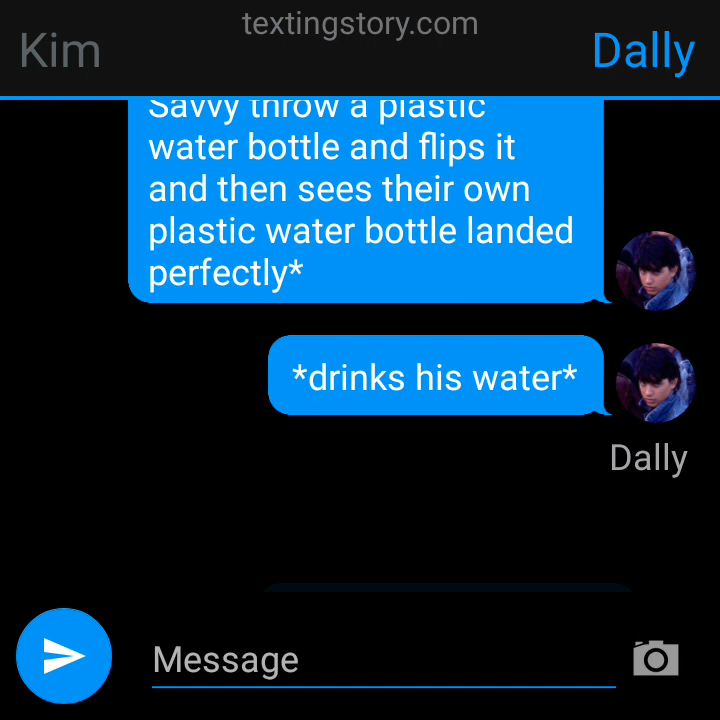 textingstory.com
Kim
Dally
Savvy throw a plastic
water bottle and flips it
and then sees their own
plastic water bottle landed
perfectly*
*drinks his water*
Dally
Message